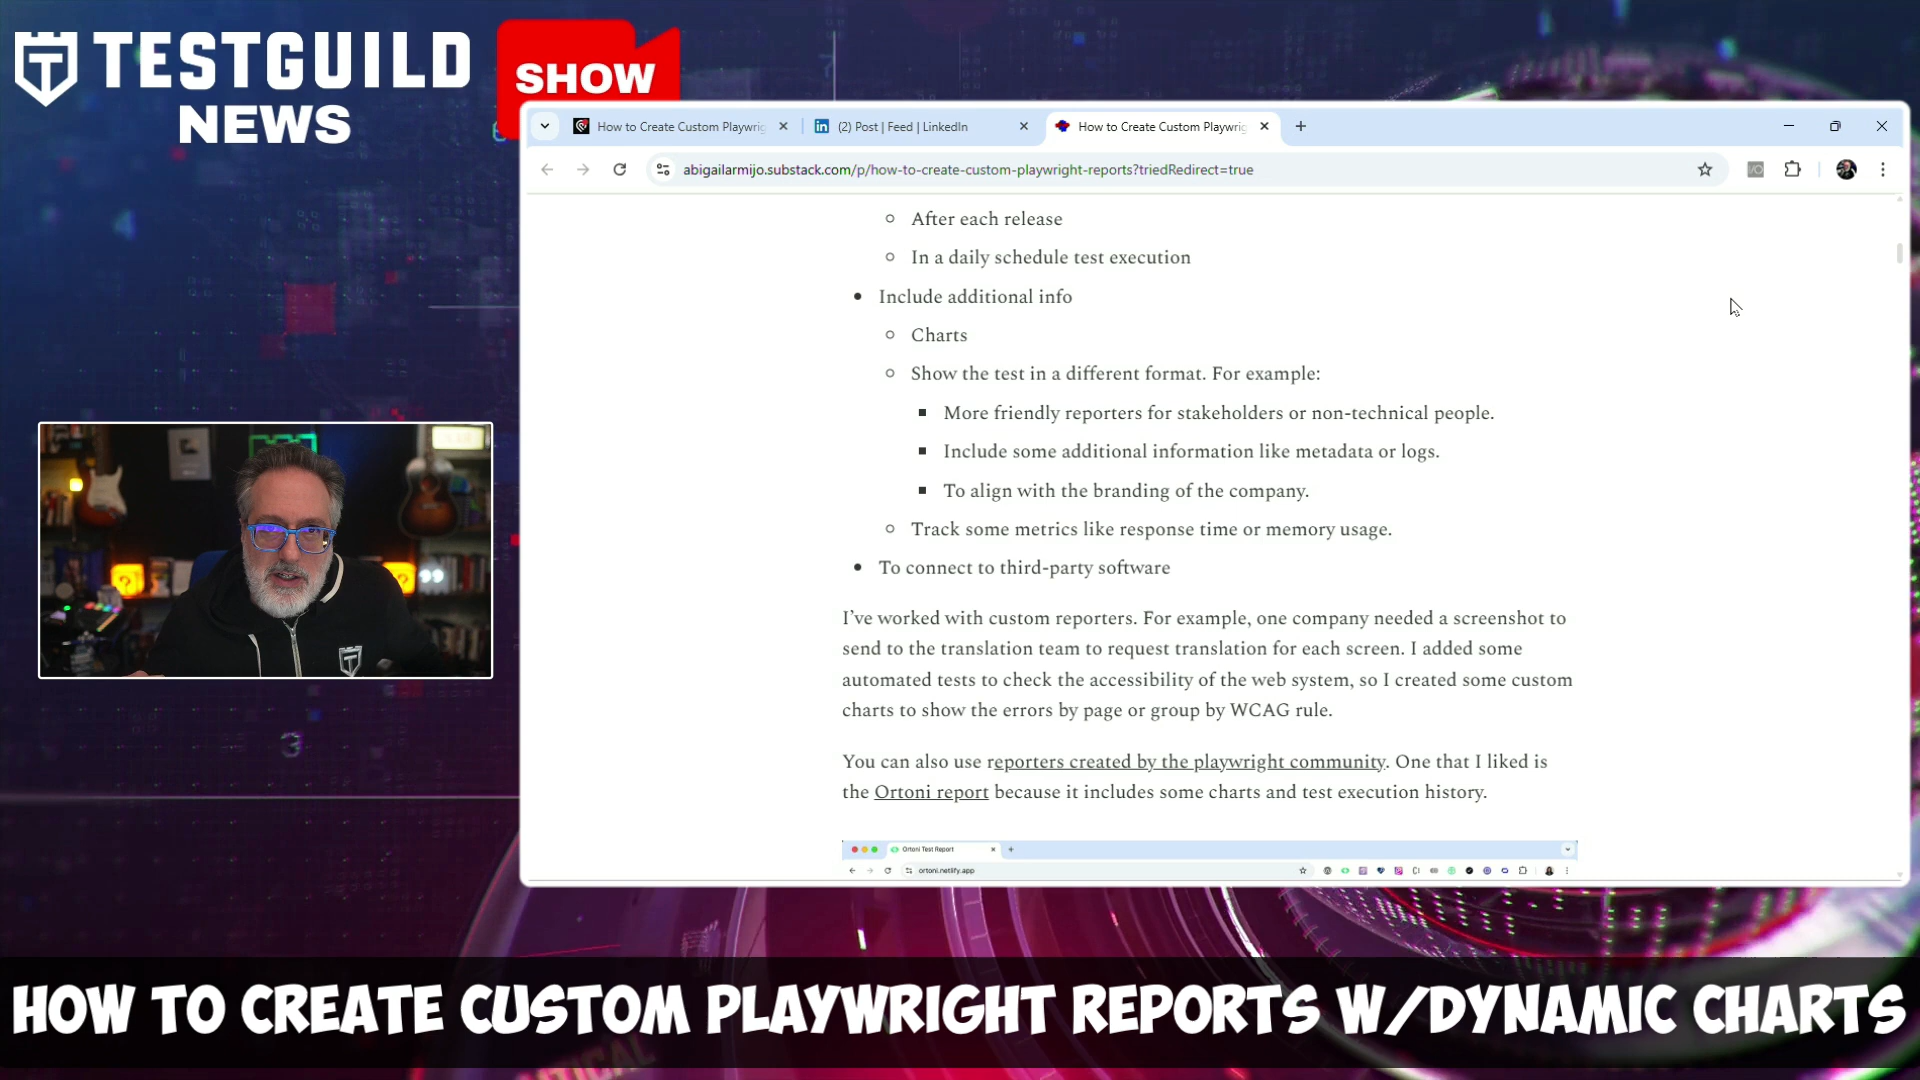 TESTGUILD
NEWS
SHOW
How to Create Custom Playwrig
(2) Post | Feed | LinkedIn
How to Create Custom Playwrig
abigailarmijo.substack.com/p/how-to-create-custom-playwright-reports?triedRedirect=true
After each release
In a daily schedule test execution
Include additional info
Charts
Show the test in a different format. For example:
More friendly reporters for stakeholders or non-technical people.
Include some additional information like metadata or logs.
To align with the branding of the company.
Track some metrics like response time or memory usage.
To connect to third-party software
I’ve worked with custom reporters. For example, one company needed a screenshot to
send to the translation team to request translation for each screen. I added some
automated tests to check the accessibility of the web system, so I created some custom
charts to show the errors by page or group by WCAG rule.
You can also use reporters created by the playwright community. One that I liked is
the Ortoni report because it includes some charts and test execution history.
Ortoni Test Report
ortoni.netlify.app
HOW TO CREATE CUSTOM PLAYWRIGHT REPORTS W/DYNAMIC CHARTS